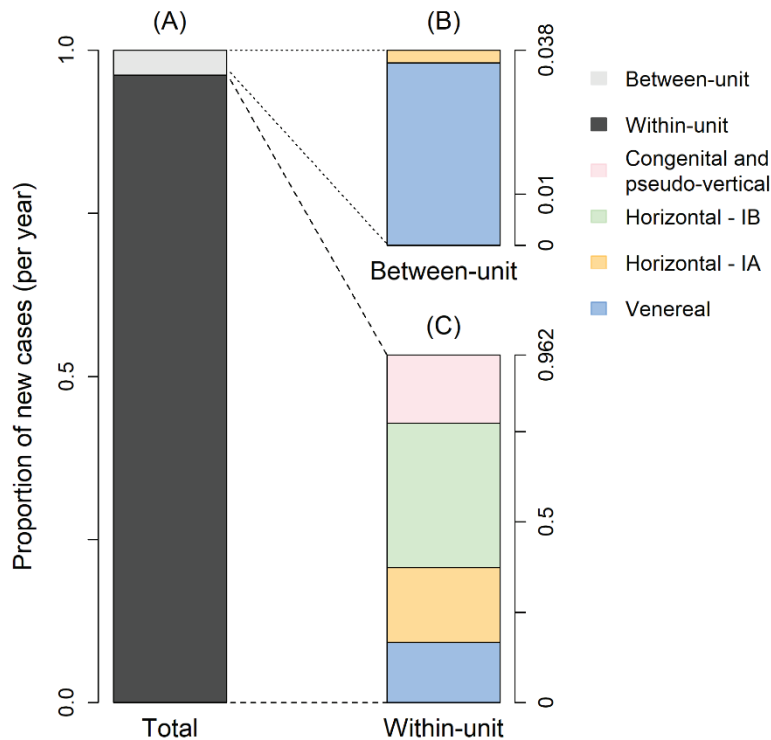 (A)
(B)
Proportion of new cases (per year)
1.0
0.5
0.0
Total
0.038
0.01
0
Between-unit
(C)
0.962
0.5
0
Within-unit
Between-unit
Within-unit
Congenital and
pseudo-vertical
Horizontal - IB
Horizontal - IA
Venereal